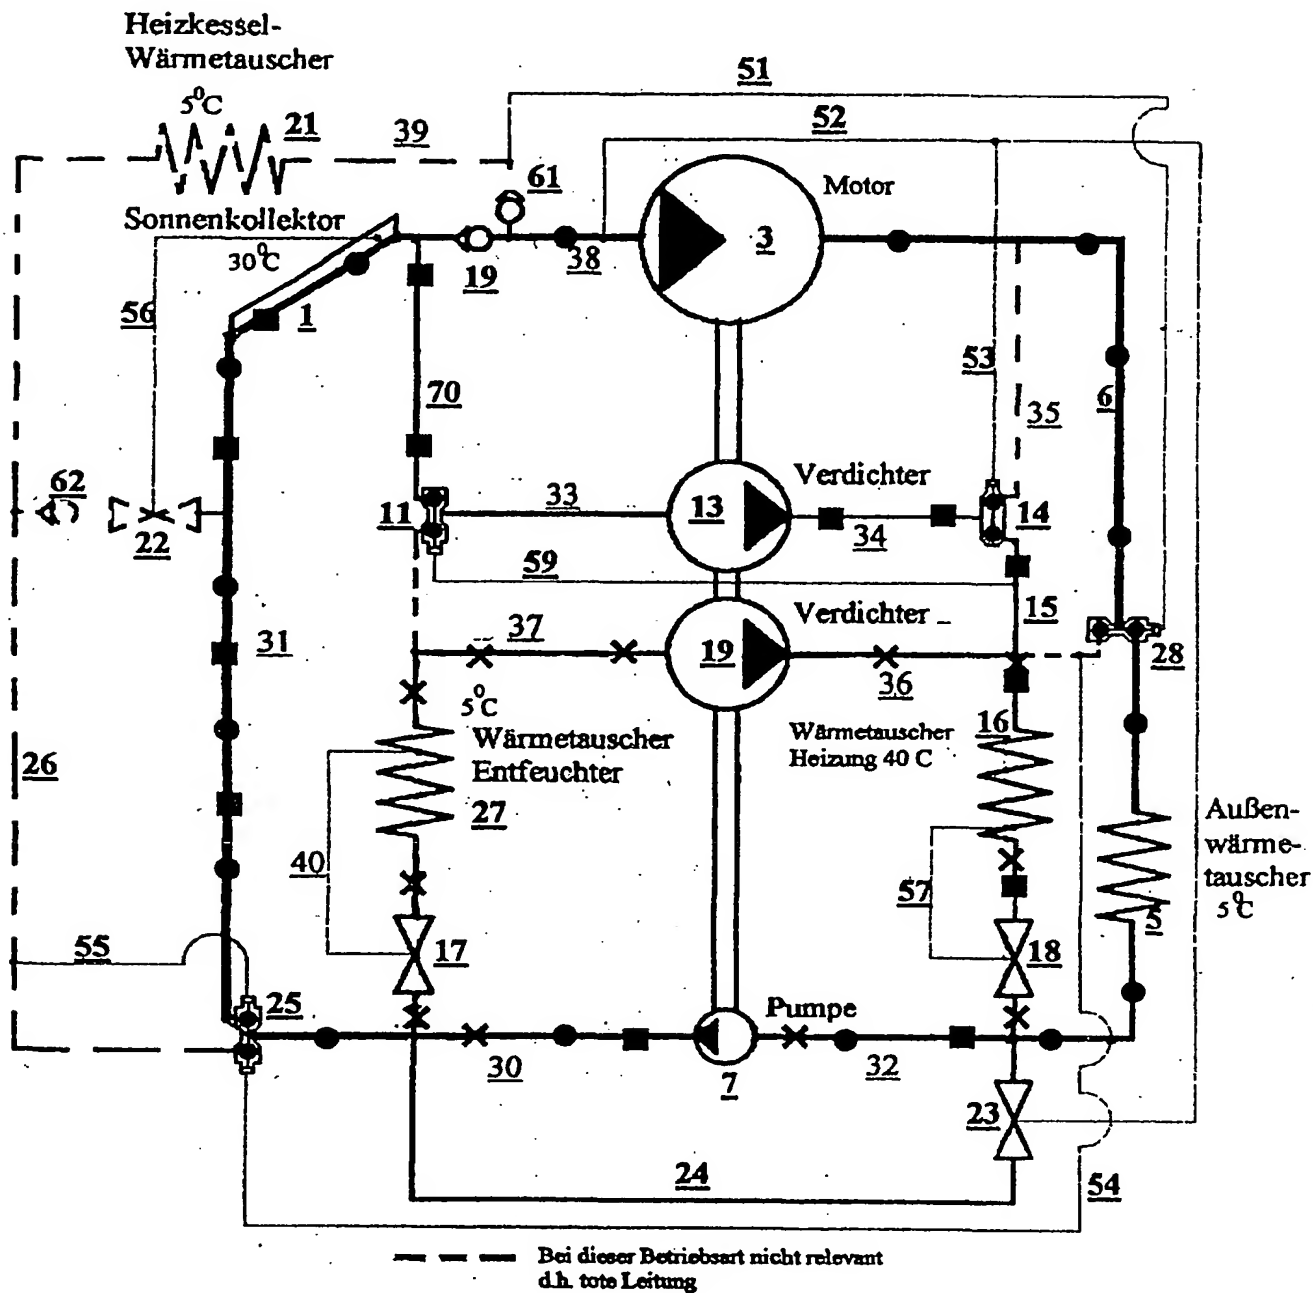 Heizkessel-
Wärmetauscher
5°C
21
39
51
52
61
Motor
Sonnenkollektor
30°C
19
38
3
56
1
53
6
70
35
62
Verdichter
11
33
13
14
22
34
59
15
Verdichter
31
37
19
28
36
5°C
16
Wärmetauscher
Entfeuchter
Wärmetauscher
Heizung 40 C
26
27
Außen-
wärme-
tauscher
5°C
40
57
5
55
17
18
25
Pumpe
30
7
32
23
24
54
Bei dieser Betriebsart nicht relevant
d.h. tote Leitung